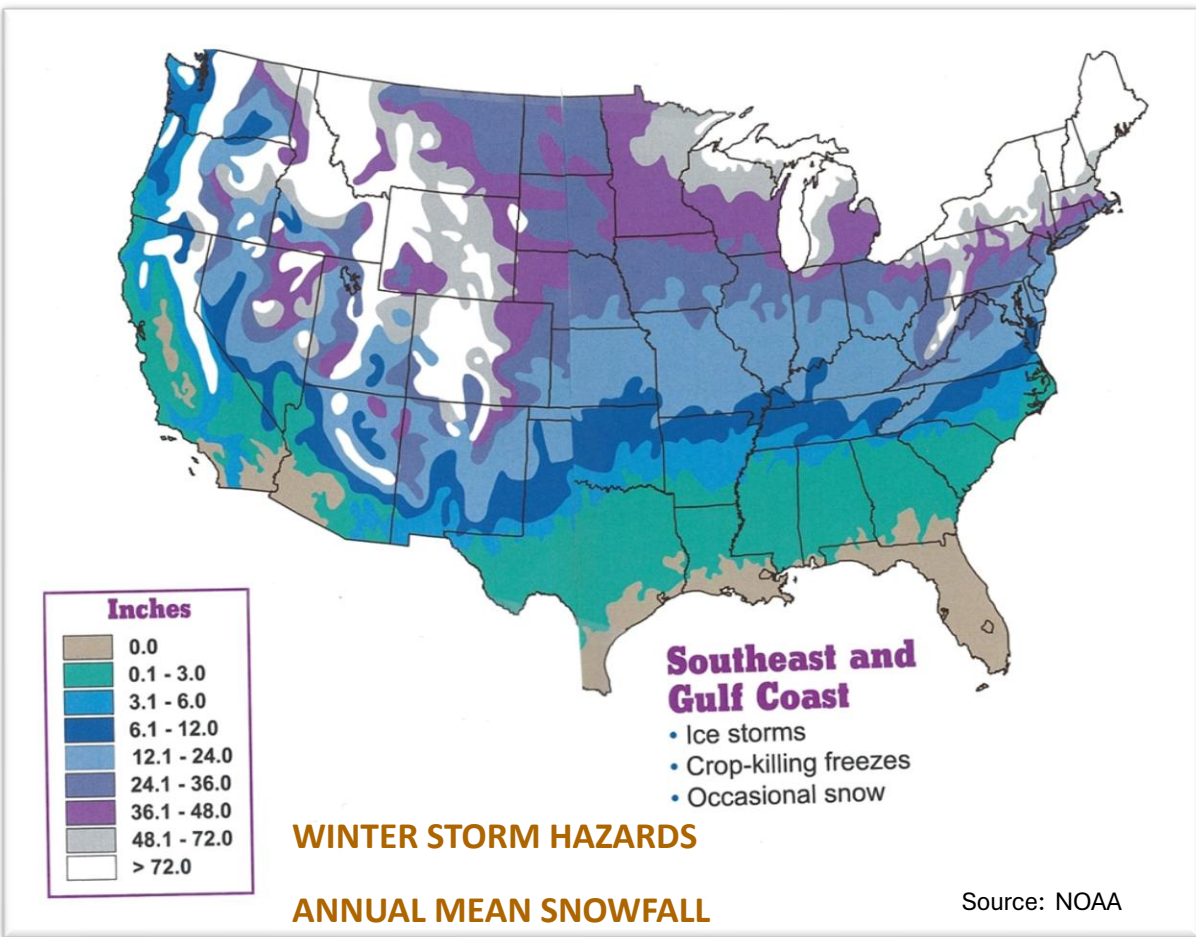 Inches
0.0
0.1 - 3.0
3.1 - 6.0
6.1 - 12.0
12.1 - 24.0
24.1 - 36.0
36.1 - 48.0
48.1 - 72.0
> 72.0
Southeast and
Gulf Coast
• Ice storms
• Crop-killing freezes
• Occasional snow
WINTER STORM HAZARDS
ANNUAL MEAN SNOWFALL
Source: NOAA